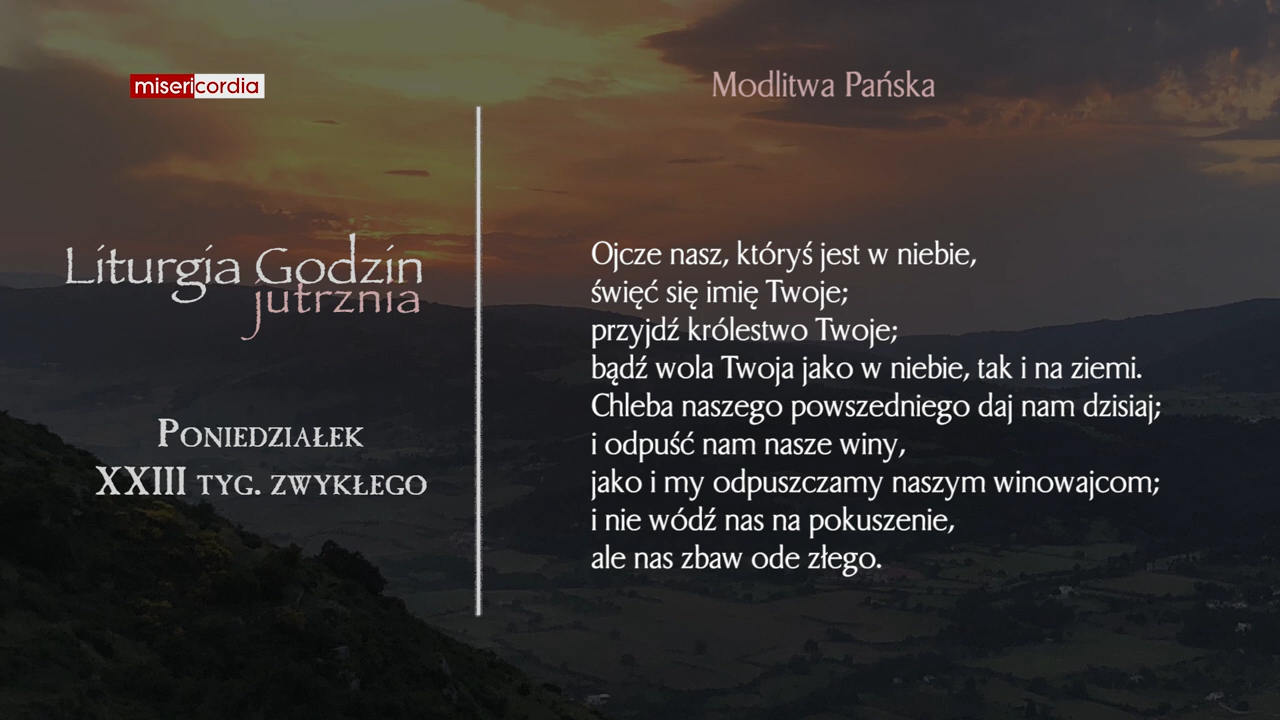 misericordia
Liturgia Godzin
jutrznia
Poniedziałek
XXIII tyg. zwykłego
Modlitwa Pańska
Ojcze nasz, któryś jest w niebie,
święć się imię Twoje;
przyjdź królestwo Twoje;
bądź wola Twoja jako w niebie, tak i na ziemi.
Chleba naszego powszedniego daj nam dzisiaj;
i odpuść nam nasze winy,
jako i my odpuszczamy naszym winowajcom;
i nie wódź nas na pokuszenie,
ale nas zbaw ode złego.